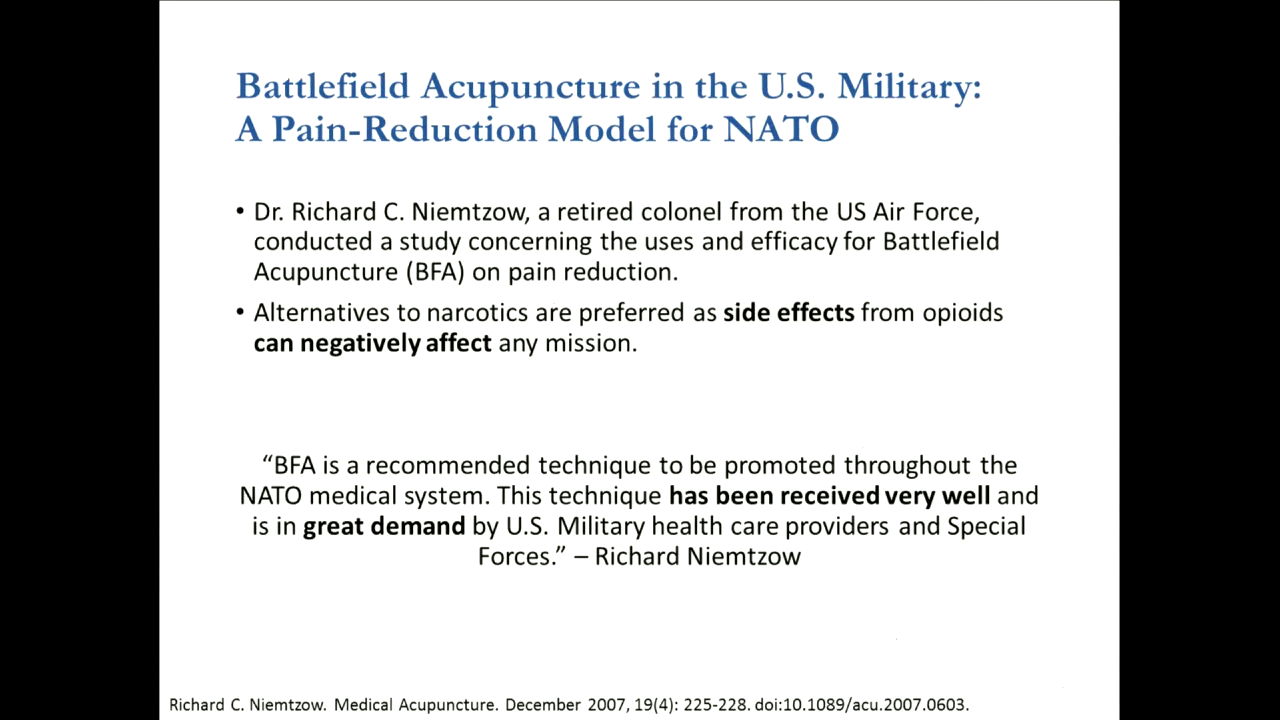 Battlefield Acupuncture in the U.S. Military:
A Pain-Reduction Model for NATO
• Dr. Richard C. Niemtzow, a retired colonel from the US Air Force,
conducted a study concerning the uses and efficacy for Battlefield
Acupuncture (BFA) on pain reduction.
• Alternatives to narcotics are preferred as side effects from opioids
can negatively affect any mission.
“BFA is a recommended technique to be promoted throughout the
NATO medical system. This technique has been received very well and
is in great demand by U.S. Military health care providers and Special
Forces.” – Richard Niemtzow
Richard C. Niemtzow. Medical Acupuncture. December 2007, 19(4): 225-228. doi:10.1089/acu.2007.0603.